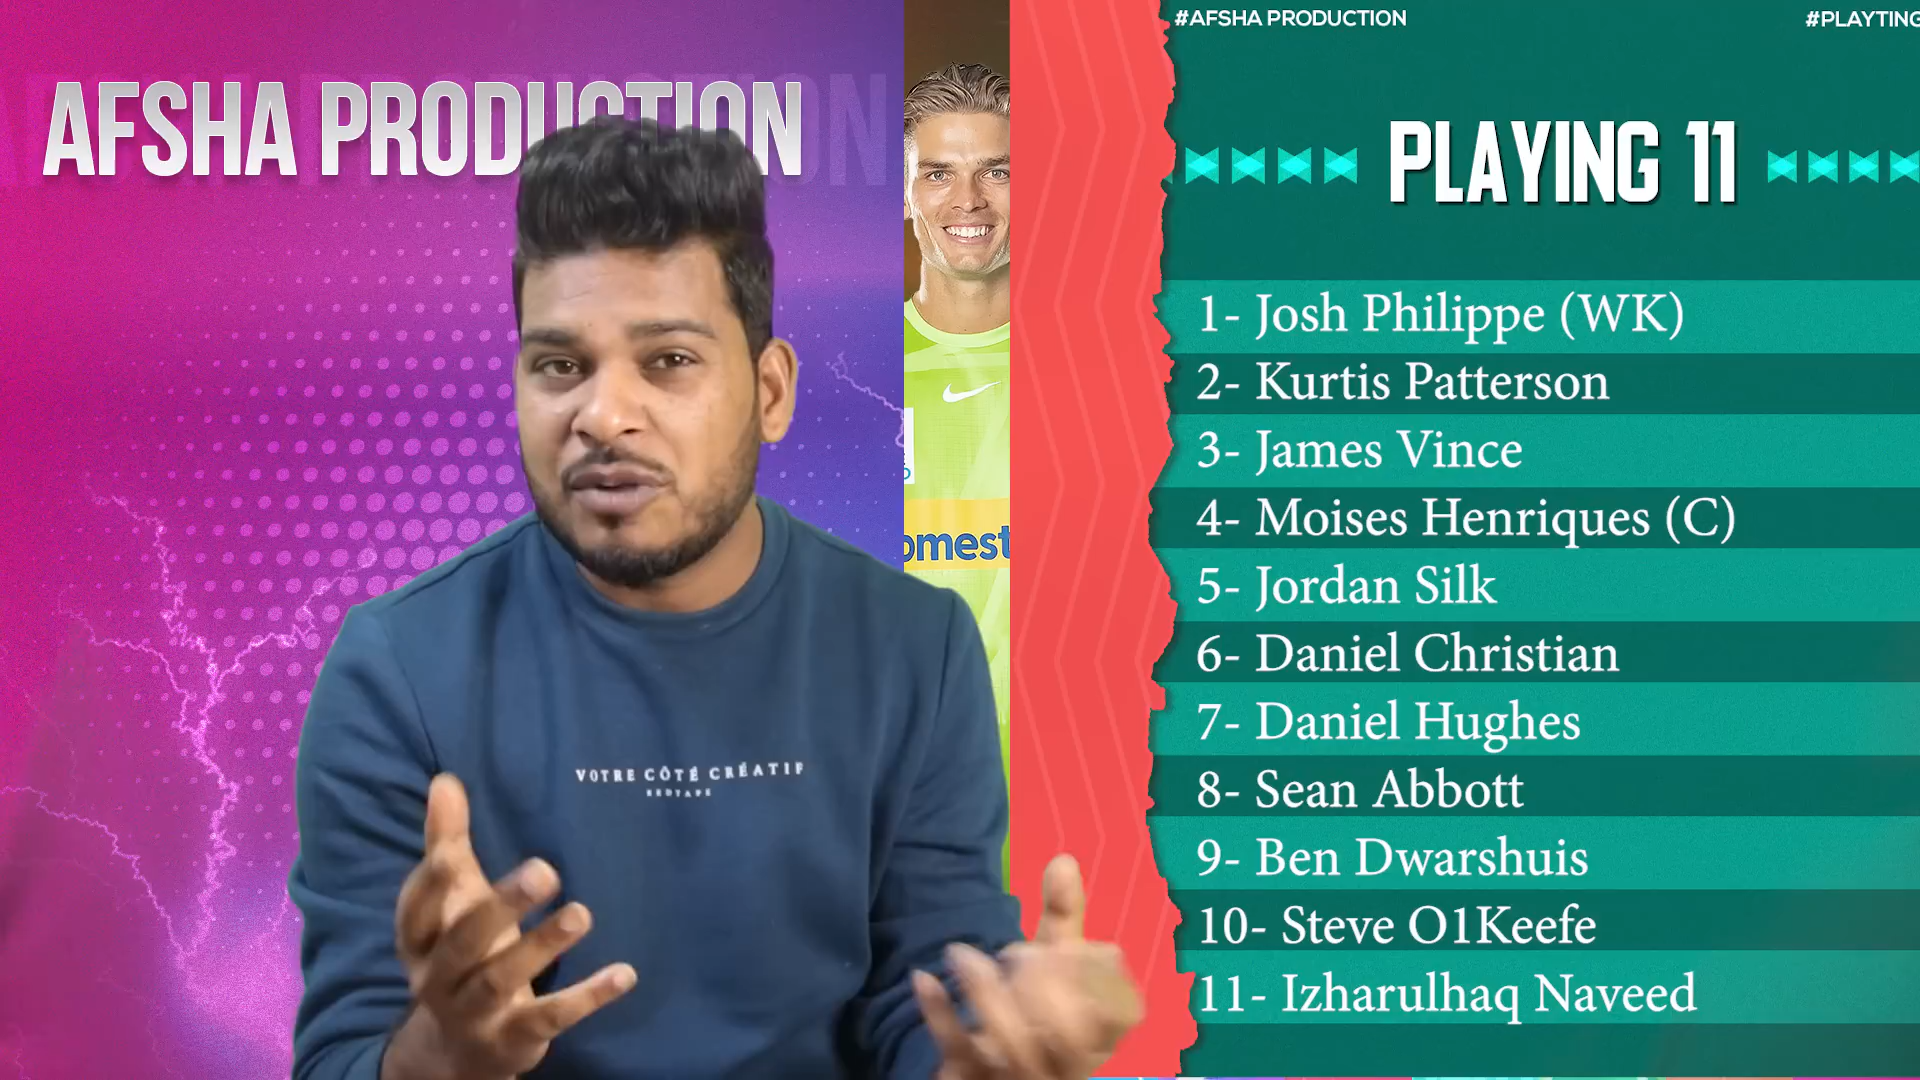 #AFSHA PRODUCTION
#PLAYTING
AFSHA PRODUCTION
PLAYING 11
1- Josh Philippe (WK)
2- Kurtis Patterson
3- James Vince
4- Moises Henriques (C)
5- Jordan Silk
6- Daniel Christian
7- Daniel Hughes
8- Sean Abbott
9- Ben Dwarshuis
10- Steve O1Keefe
11- Izharulhaq Naveed
omest
VOTRE CÔTÉ CRÉATIF